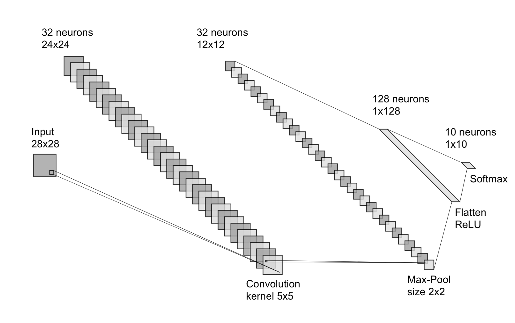 32 neurons
24x24
32 neurons
12x12
128 neurons
1x128
10 neurons
1x10
Input
28x28
Softmax
Flatten
ReLU
Max-Pool
size 2x2
Convolution
kernel 5x5